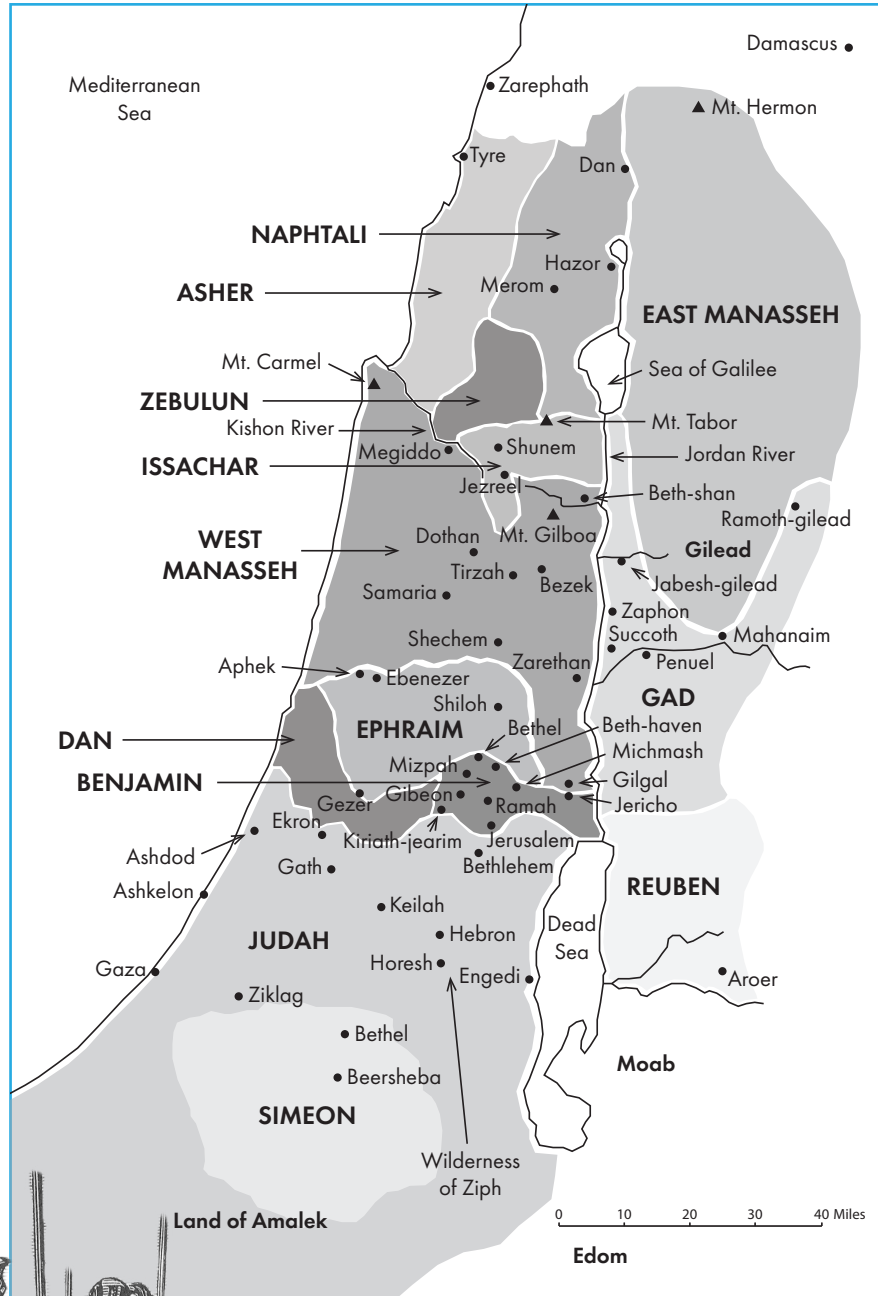 Damascus
Mediterranean
Sea
Zarephath
Mt. Hermon
Tyre
Dan
NAPHTALI
Hazor
Merom
ASHER
EAST MANASSEH
Mt. Carmel
Sea of Galilee
ZEBULUN
Mt. Tabor
Kishon River
Shunem
Megiddo
Jordan River
ISSACHAR
Jezreel
Beth-shan
Ramoth-gilead
Mt. Gilboa
Dothan
WEST
MANASSEH
Gilead
Tirzah
Bezek
Jabesh-gilead
Samaria
Zaphon
Succoth
Mahanaim
Shechem
Penuel
Zarethan
Aphek
Ebenezer
GAD
Shiloh
EPHRAIM
Bethel
Beth-haven
DAN
Michmash
Mizpah
BENJAMIN
Gilgal
Gibeon
Gezer
Ramah
Jericho
Ekron
Kiriath-jearim
Jerusalem
Ashdod
Bethlehem
Gath
Ashkelon
REUBEN
Keilah
Dead
Sea
Hebron
JUDAH
Horesh
Gaza
Engedi
Aroer
Ziklag
Bethel
Moab
Beersheba
SIMEON
Wilderness
of Ziph
Land of Amalek
0 10 20 30 40 Miles
Edom